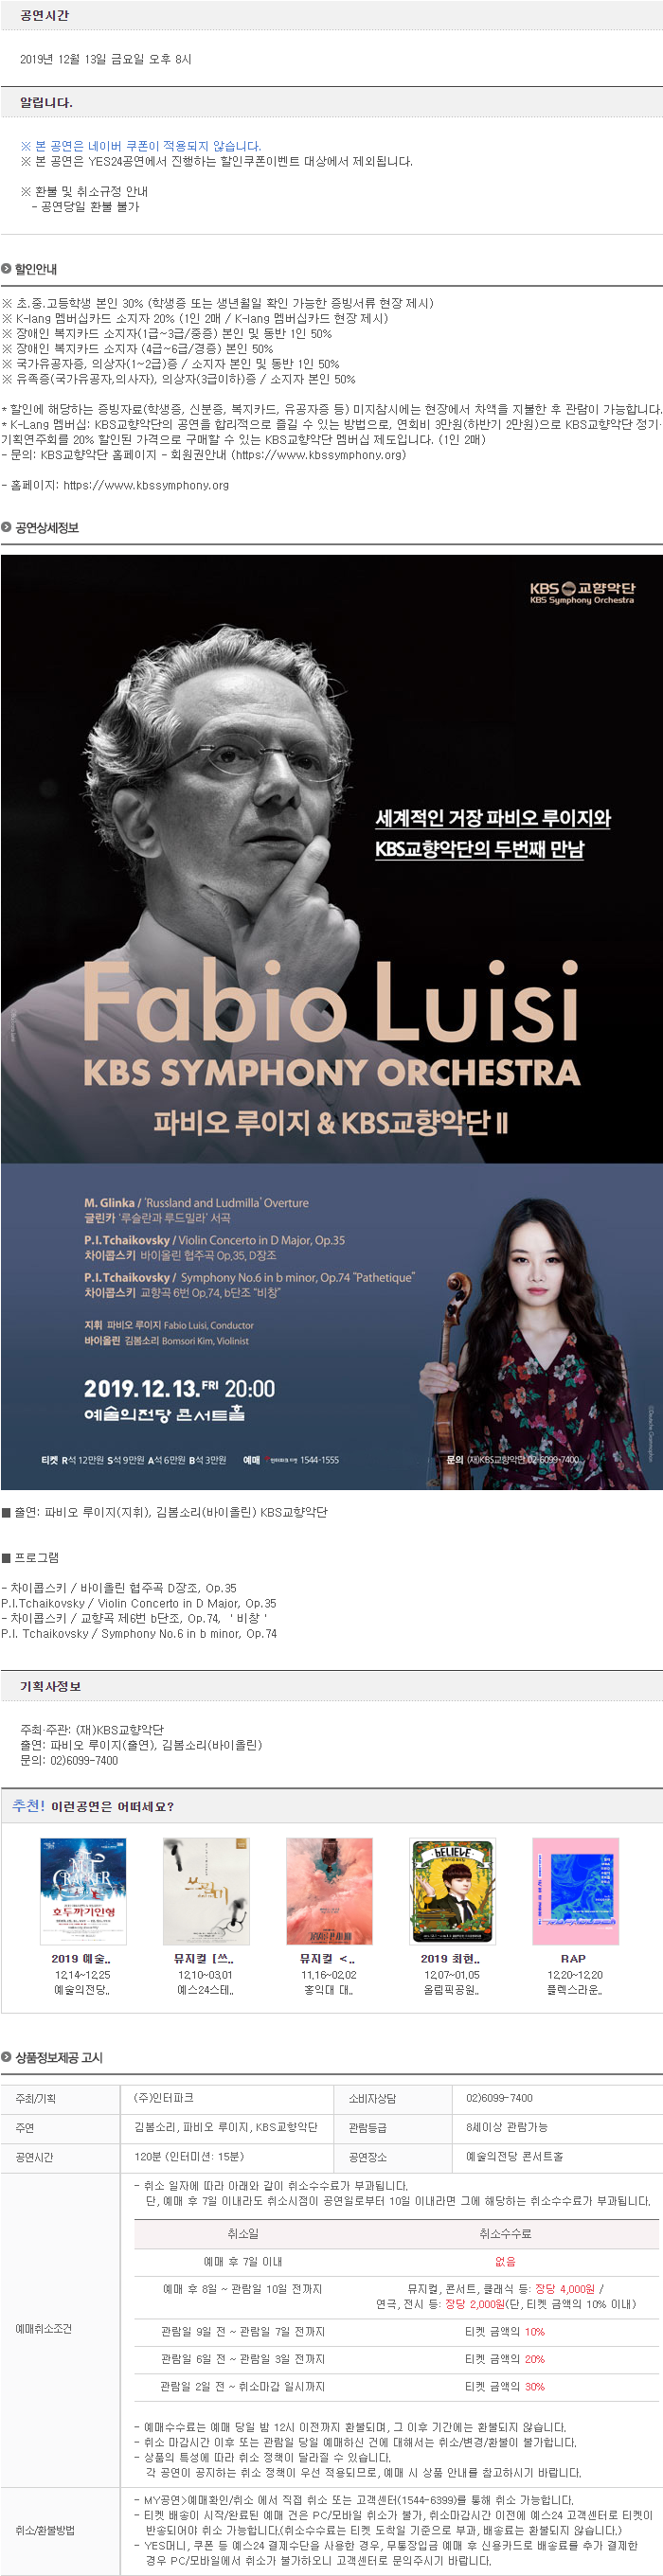 공연시간
2019년 12월 13일 금요일 오후 8시
알립니다.
※ 본 공연은 네이버 쿠폰이 적용되지 않습니다.
※ 본 공연은 YES24공연에서 진행하는 할인쿠폰이벤트 대상에서 제외됩니다.
※ 환불 및 취소규정 안내
- 공연당일 환불 불가
할인안내
※ 초.중.고등학생 본인 30% (학생증 또는 생년월일 확인 가능한 증빙서류 현장 제시)
※ K-lang 멤버십카드 소지자 20% (1인 2매 / K-lang 멤버십카드 현장 제시)
※ 장애인 복지카드 소지자(1급~3급/중증) 본인 및 동반 1인 50%
※ 장애인 복지카드 소지자 (4급~6급/경증) 본인 50%
※ 국가유공자증, 의상자(1~2급)증 / 소지자 본인 및 동반 1인 50%
※ 유족증(국가유공자,의사자), 의상자(3급이하)증 / 소지자 본인 50%
* 할인에 해당하는 증빙자료(학생증, 신분증, 복지카드, 유공자증 등) 미지참시에는 현장에서 차액을 지불한 후 관람이 가능합니다.
* K-Lang 멤버십: KBS교향악단의 공연을 합리적으로 즐길 수 있는 방법으로, 연회비 3만원(하반기 2만원)으로 KBS교향악단 정기·
기획연주회를 20% 할인된 가격으로 구매할 수 있는 KBS교향악단 멤버십 제도입니다. (1인 2매)
- 문의: KBS교향악단 홈페이지 - 회원권안내 (https://www.kbssymphony.org)
- 홈페이지: https://www.kbssymphony.org
공연상세정보
KBS 교향악단
KBS Symphony Orchestra
세계적인 거장 파비오 루이지와
KBS교향악단의 두번째 만남
Fabio Luisi
KBS SYMPHONY ORCHESTRA
파비오 루이지 & KBS교향악단 II
M. Glinka / 'Russland and Ludmilla' Overture
글린카 '루슬란과 루드밀라' 서곡
P.I.Tchaikovsky / Violin Concerto in D Major, Op.35
차이콥스키 바이올린 협주곡 Op.35, D장조
P.I.Tchaikovsky / Symphony No.6 in b minor, Op.74 "Pathetique"
차이콥스키 교향곡 6번 Op.74, b단조 "비창"
지휘 파비오 루이지 Fabio Luisi, Conductor
바이올린 김봄소리 Bomsori Kim, Violinist
2019.12.13.FRI 20:00
예술의전당 콘서트홀
티켓 R석 12만원 S석 9만원 A석 6만원 B석 3만원 예매 1544-1555 문의 (재)KBS교향악단 02-6099-7400
■ 출연: 파비오 루이지(지휘), 김봄소리(바이올린) KBS교향악단
■ 프로그램
- 차이콥스키 / 바이올린 협주곡 D장조, Op.35
P.I.Tchaikovsky / Violin Concerto in D Major, Op.35
- 차이콥스키 / 교향곡 제6번 b단조, Op.74, ' 비창 '
P.I. Tchaikovsky / Symphony No.6 in b minor, Op.74
기획사정보
주최·주관: (재)KBS교향악단
출연: 파비오 루이지(출연), 김봄소리(바이올린)
문의: 02)6099-7400
추천! 이런공연은 어떠세요?
NUT CRACKER
호두까기인형
쓰릴미
bELIEVE
2019 예술.. 뮤지컬 [쓰.. 뮤지컬 <.. 2019 최현.. RAP
12.14~12.25 12.10~03.01 11.16~02.02 12.07~01.05 12.20~12.20
예술의전당.. 예스24스테.. 홍익대 대.. 올림픽공원.. 플렉스라운..
상품정보제공 고시
주최/기획 (주)인터파크 소비자상담 02)6099-7400
주연 김봄소리, 파비오 루이지, KBS교향악단 관람등급 8세이상 관람가능
공연시간 120분 (인터미션: 15분) 공연장소 예술의전당 콘서트홀
예매취소조건
- 취소 일자에 따라 아래와 같이 취소수수료가 부과됩니다.
단, 예매 후 7일 이내라도 취소시점이 공연일로부터 10일 이내라면 그에 해당하는 취소수수료가 부과됩니다.
취소일 취소수수료
예매 후 7일 이내 없음
예매 후 8일 ~ 관람일 10일 전까지 뮤지컬, 콘서트, 클래식 등: 장당 4,000원 /
연극, 전시 등: 장당 2,000원(단, 티켓 금액의 10% 이내)
관람일 9일 전 ~ 관람일 7일 전까지 티켓 금액의 10%
관람일 6일 전 ~ 관람일 3일 전까지 티켓 금액의 20%
관람일 2일 전 ~ 취소마감 일시까지 티켓 금액의 30%
- 예매수수료는 예매 당일 밤 12시 이전까지 환불되며, 그 이후 기간에는 환불되지 않습니다.
- 취소 마감시간 이후 또는 관람일 당일 예매하신 건에 대해서는 취소/변경/환불이 불가합니다.
- 상품의 특성에 따라 취소 정책이 달라질 수 있습니다.
각 공연이 공지하는 취소 정책이 우선 적용되므로, 예매 시 상품 안내를 참고하시기 바랍니다.
취소/환불방법
- MY공연>예매확인/취소 에서 직접 취소 또는 고객센터(1544-6399)를 통해 취소 가능합니다.
- 티켓 배송이 시작/완료된 예매 건은 PC/모바일 취소가 불가, 취소마감시간 이전에 예스24 고객센터로 티켓이
반송되어야 취소 가능합니다.(취소수수료는 티켓 도착일 기준으로 부과, 배송료는 환불되지 않습니다.)
- YES머니, 쿠폰 등 예스24 결제수단을 사용한 경우, 무통장입금 예매 후 신용카드로 배송료를 추가 결제한
경우 PC/모바일에서 취소가 불가하오니 고객센터로 문의주시기 바랍니다.